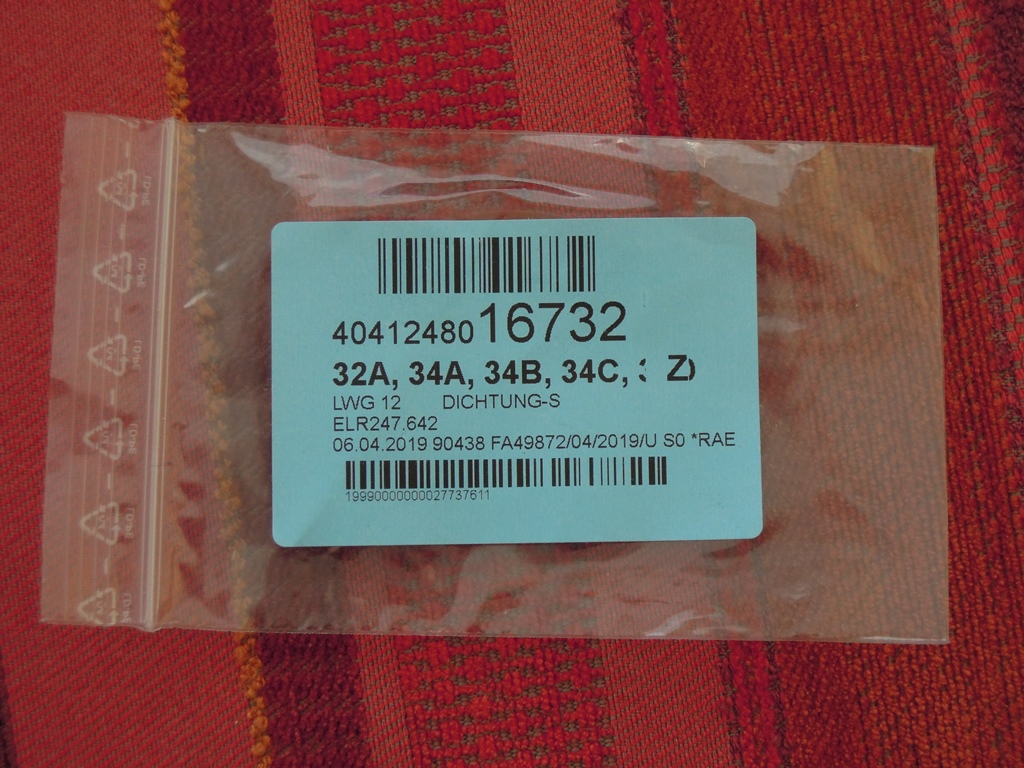 4041248016732
32A, 34A, 34B, 34C, Z)
LWG 12 DICHTUNG-S
ELR247.642
06.04.2019 90438 FA49872/04/2019/U S0 *RAE
19990000000027737611